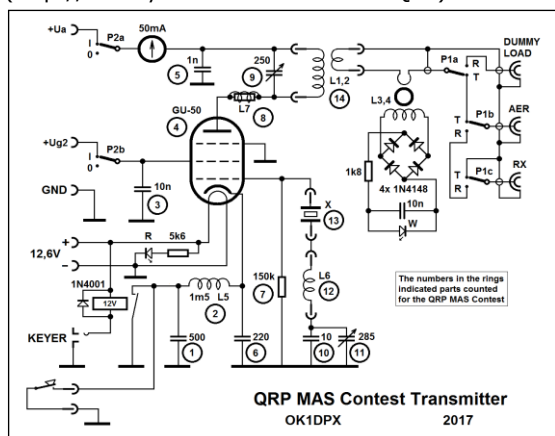 +Ua
P2a
I
0
50mA
1n
5
250
9
L1,2
14
P1a
R
T
DUMMY
LOAD
GU-50
4
L7
8
L3,4
T
R
P1b
AER
+Ug2
I
0
P2b
10n
3
1k8
4x 1N4148
P1c
T
R
RX
GND
X
13
10n
W
+
12,6V
–
R
5k6
1N4001
12V
1m5
L5
2
150k
7
L6
12
The numbers in the rings
indicated parts counted
for the QRP MAS Contest
KEYER
500
1
220
6
10
10
285
11
QRP MAS Contest Transmitter
OK1DPX
2017